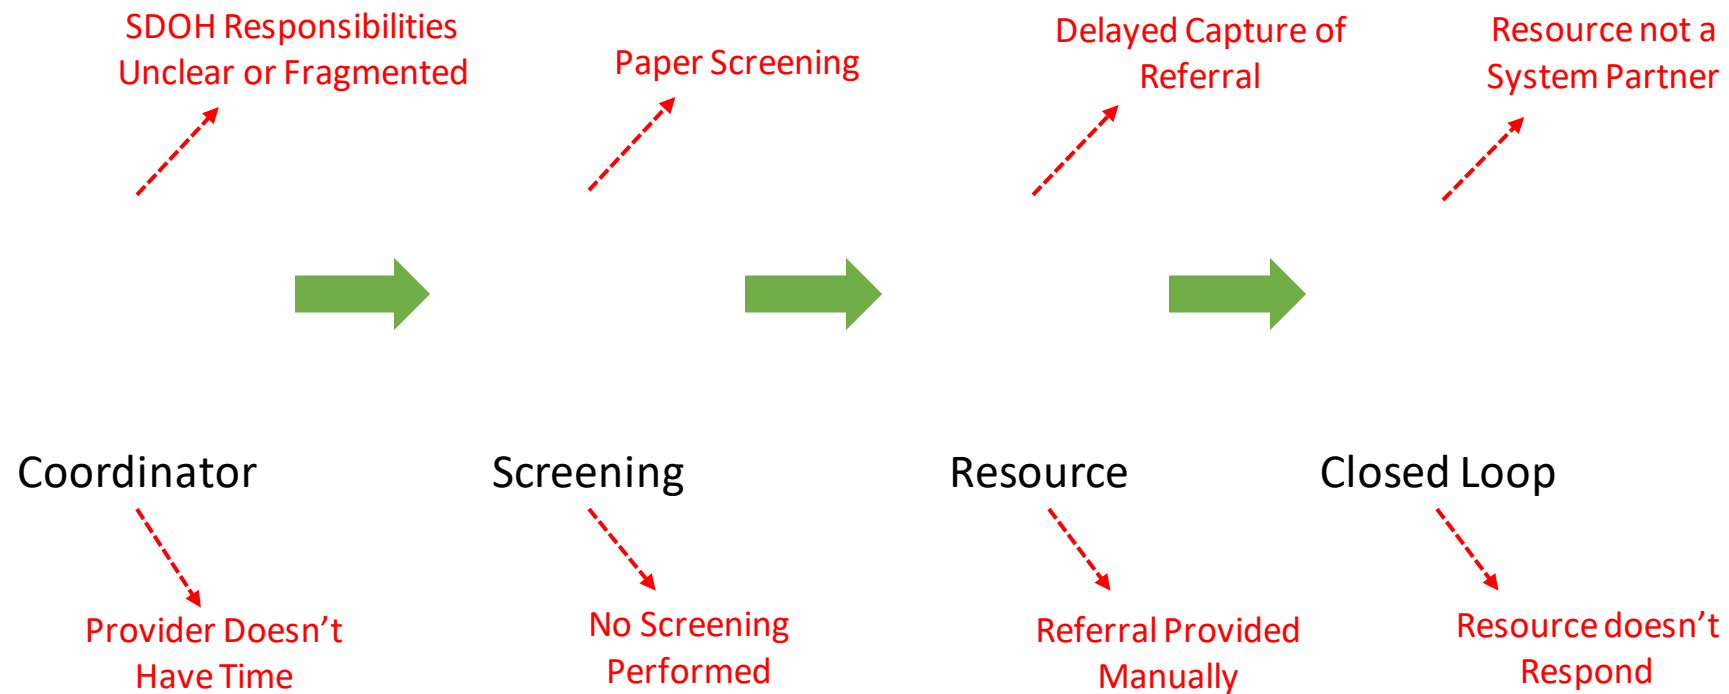 SDOH Responsibilities
Unclear or Fragmented
Paper Screening
Delayed Capture of
Referral
Resource not a
System Partner
Coordinator
Screening
Resource
Closed Loop
Provider Doesn’t
Have Time
No Screening
Performed
Referral Provided
Manually
Resource doesn’t
Respond